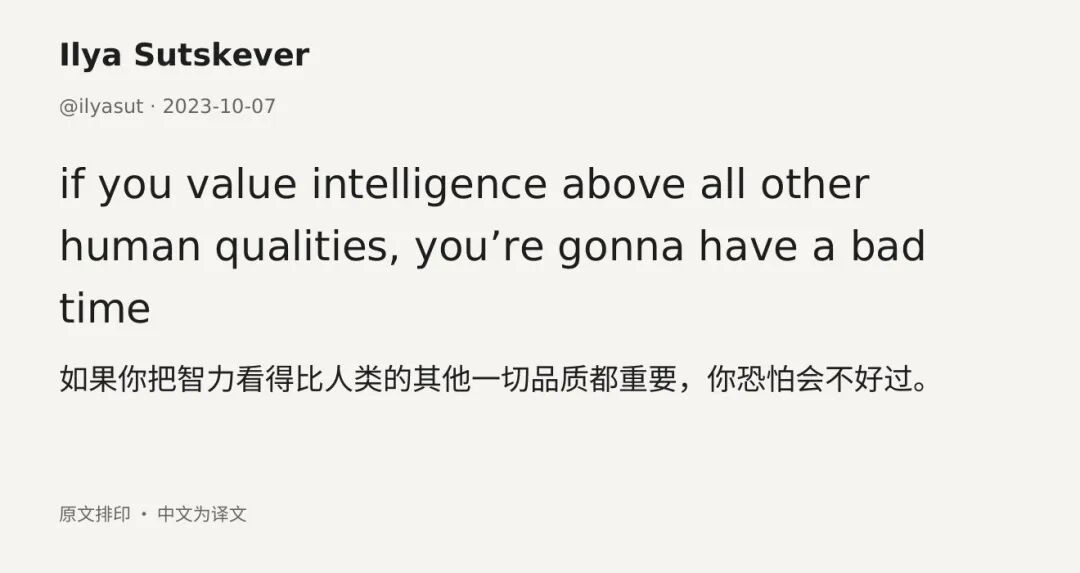 Ilya Sutskever
@ilyasut · 2023-10-07
if you value intelligence above all other
human qualities, you’re gonna have a bad
time
如果你把智力看得比人类的其他一切品质都重要，你恐怕会不好过。
原文排印 · 中文为译文